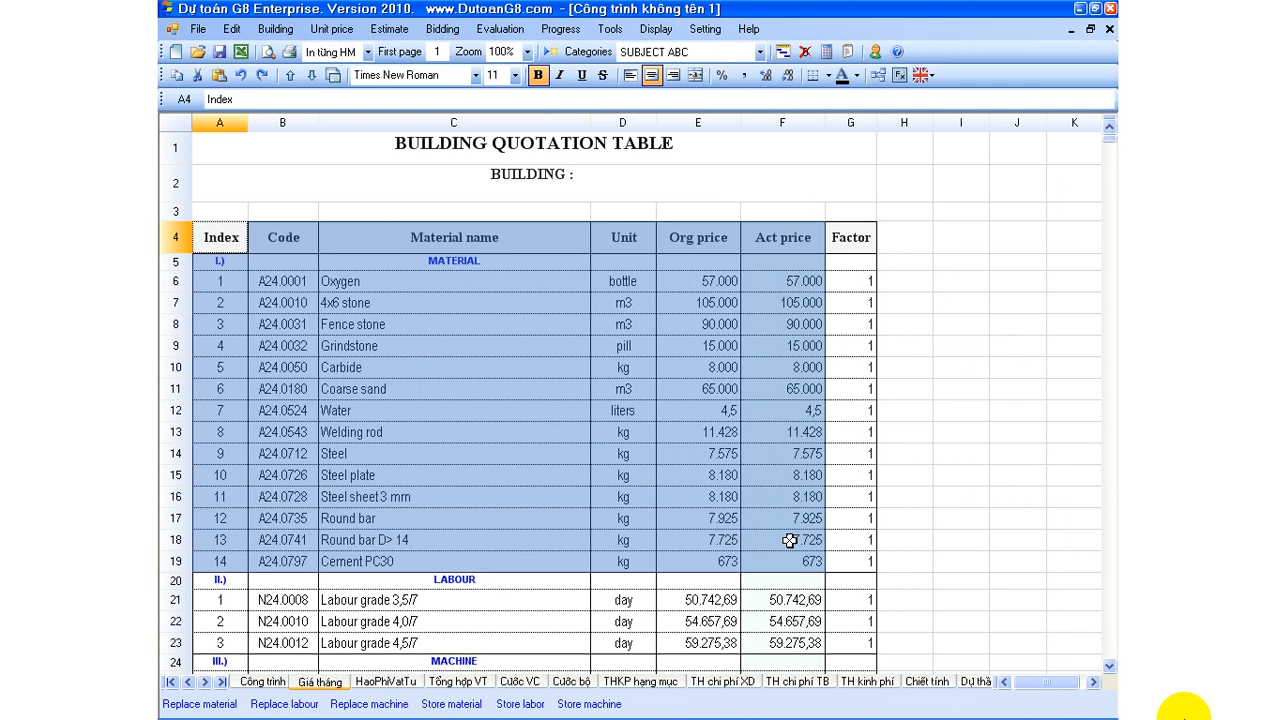 Dự toán G8 Enterprise. Version 2010. www.DutoanG8.com - [Công trình không tên 1]
File Edit Building Unit price Estimate Bidding Evaluation Progress Tools Display Setting Help
In từng HM First page 1 Zoom 100% Categories SUBJECT ABC
Times New Roman 11 B I U S % ,
A4 Index
A B C D E F G H I J K
1 BUILDING QUOTATION TABLE
2 BUILDING :
3
4 Index Code Material name Unit Org price Act price Factor
5 I.) MATERIAL
6 1 A24.0001 Oxygen bottle 57.000 57.000 1
7 2 A24.0010 4x6 stone m3 105.000 105.000 1
8 3 A24.0031 Fence stone m3 90.000 90.000 1
9 4 A24.0032 Grindstone pill 15.000 15.000 1
10 5 A24.0050 Carbide kg 8.000 8.000 1
11 6 A24.0180 Coarse sand m3 65.000 65.000 1
12 7 A24.0524 Water liters 4,5 4,5 1
13 8 A24.0543 Welding rod kg 11.428 11.428 1
14 9 A24.0712 Steel kg 7.575 7.575 1
15 10 A24.0726 Steel plate kg 8.180 8.180 1
16 11 A24.0728 Steel sheet 3 mm kg 8.180 8.180 1
17 12 A24.0735 Round bar kg 7.925 7.925 1
18 13 A24.0741 Round bar D> 14 kg 7.725 7.725 1
19 14 A24.0797 Cement PC30 kg 673 673 1
20 II.) LABOUR
21 1 N24.0008 Labour grade 3,5/7 day 50.742,69 50.742,69 1
22 2 N24.0010 Labour grade 4,0/7 day 54.657,69 54.657,69 1
23 3 N24.0012 Labour grade 4,5/7 day 59.275,38 59.275,38 1
24 III.) MACHINE
Công trình Giá tháng HaoPhiVatTu Tổng hợp VT Cước VC Cước bộ THKP hạng mục TH chi phí XD TH chi phí TB TH kinh phí Chiết tính Dự thầ
Replace material Replace labour Replace machine Store material Store labor Store machine